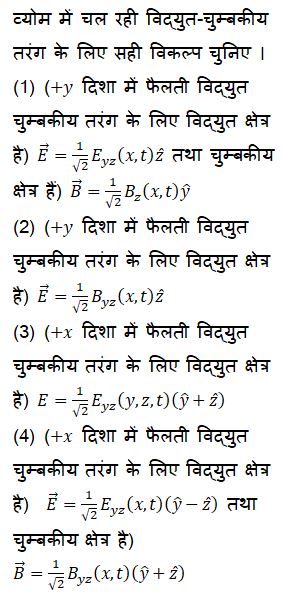 व्योम में चल रही विद्युत-चुम्बकीय
तरंग के लिए सही विकल्प चुनिए ।
(1) (+y दिशा में फैलती विद्युत
चुम्बकीय तरंग के लिए विद्युत क्षेत्र
है) $\vec{E} = \frac{1}{\sqrt{2}} E_{yz}(x,t)\hat{z}$ तथा चुम्बकीय
क्षेत्र हैं) $\vec{B} = \frac{1}{\sqrt{2}} B_z(x,t)\hat{y}$
(2) (+y दिशा में फैलती विद्युत
चुम्बकीय तरंग के लिए विद्युत क्षेत्र
है) $\vec{E} = \frac{1}{\sqrt{2}} B_{yz}(x,t)\hat{z}$
(3) (+x दिशा में फैलती विद्युत
चुम्बकीय तरंग के लिए विद्युत क्षेत्र
है) $E = \frac{1}{\sqrt{2}} E_{yz}(y,z,t)(\hat{y} + \hat{z})$
(4) (+x दिशा में फैलती विद्युत
चुम्बकीय तरंग के लिए विद्युत क्षेत्र
है) $\vec{E} = \frac{1}{\sqrt{2}} E_{yz}(x,t)(\hat{y} - \hat{z})$ तथा
चुम्बकीय क्षेत्र है)
$\vec{B} = \frac{1}{\sqrt{2}} B_{yz}(x,t)(\hat{y} + \hat{z})$